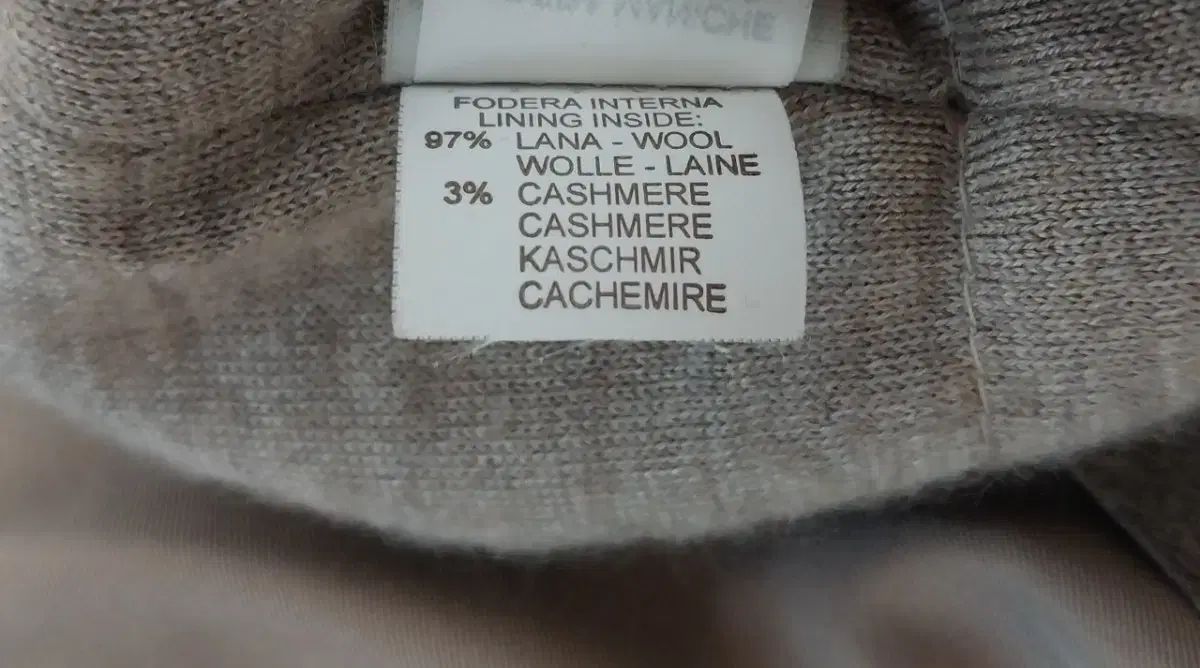 FODERA INTERNA
LINING INSIDE:
97% LANA - WOOL
WOLLE - LAINE
3% CASHMERE
CASHMERE
KASCHMIR
CACHEMIRE